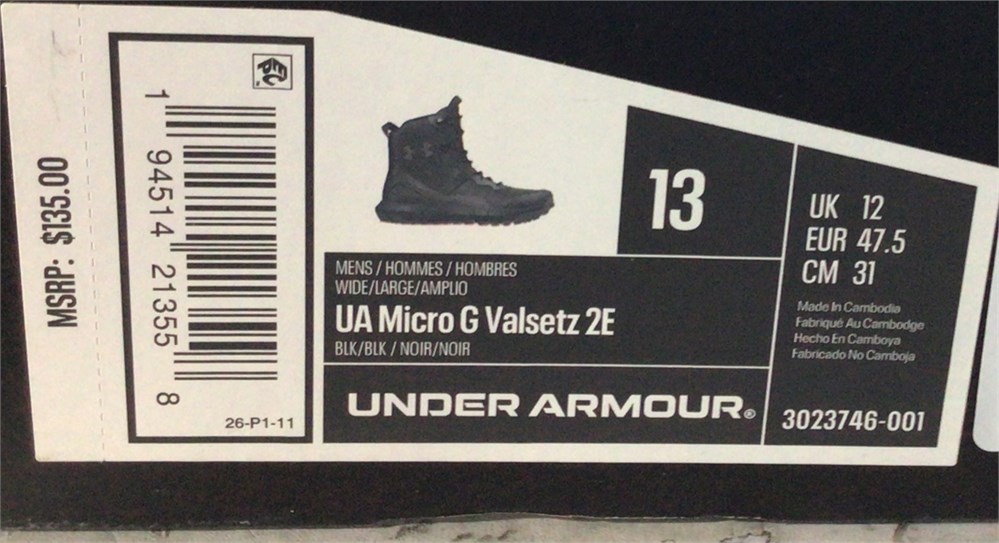 MSRP: $135.00
1 94514 21355 8
EPC
26-P1-11
13
MENS / HOMMES / HOMBRES
WIDE/LARGE/AMPLIO
UA Micro G Valsetz 2E
BLK/BLK / NOIR/NOIR
UNDER ARMOUR®
UK 12
EUR 47.5
CM 31
Made In Cambodia
Fabriqué Au Cambodge
Hecho En Camboya
Fabricado No Camboja
3023746-001